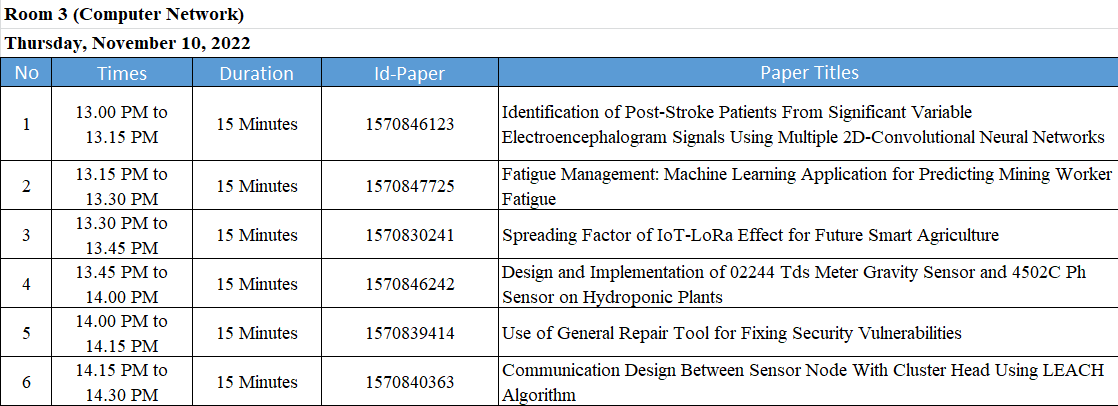 Room 3 (Computer Network)
Thursday, November 10, 2022
No Times Duration Id-Paper Paper Titles
1 13.00 PM to 13.15 PM 15 Minutes 1570846123 Identification of Post-Stroke Patients From Significant Variable
Electroencephalogram Signals Using Multiple 2D-Convolutional Neural Networks
2 13.15 PM to 13.30 PM 15 Minutes 1570847725 Fatigue Management: Machine Learning Application for Predicting Mining Worker
Fatigue
3 13.30 PM to 13.45 PM 15 Minutes 1570830241 Spreading Factor of IoT-LoRa Effect for Future Smart Agriculture
4 13.45 PM to 14.00 PM 15 Minutes 1570846242 Design and Implementation of 02244 Tds Meter Gravity Sensor and 4502C Ph
Sensor on Hydroponic Plants
5 14.00 PM to 14.15 PM 15 Minutes 1570839414 Use of General Repair Tool for Fixing Security Vulnerabilities
6 14.15 PM to 14.30 PM 15 Minutes 1570840363 Communication Design Between Sensor Node With Cluster Head Using LEACH
Algorithm